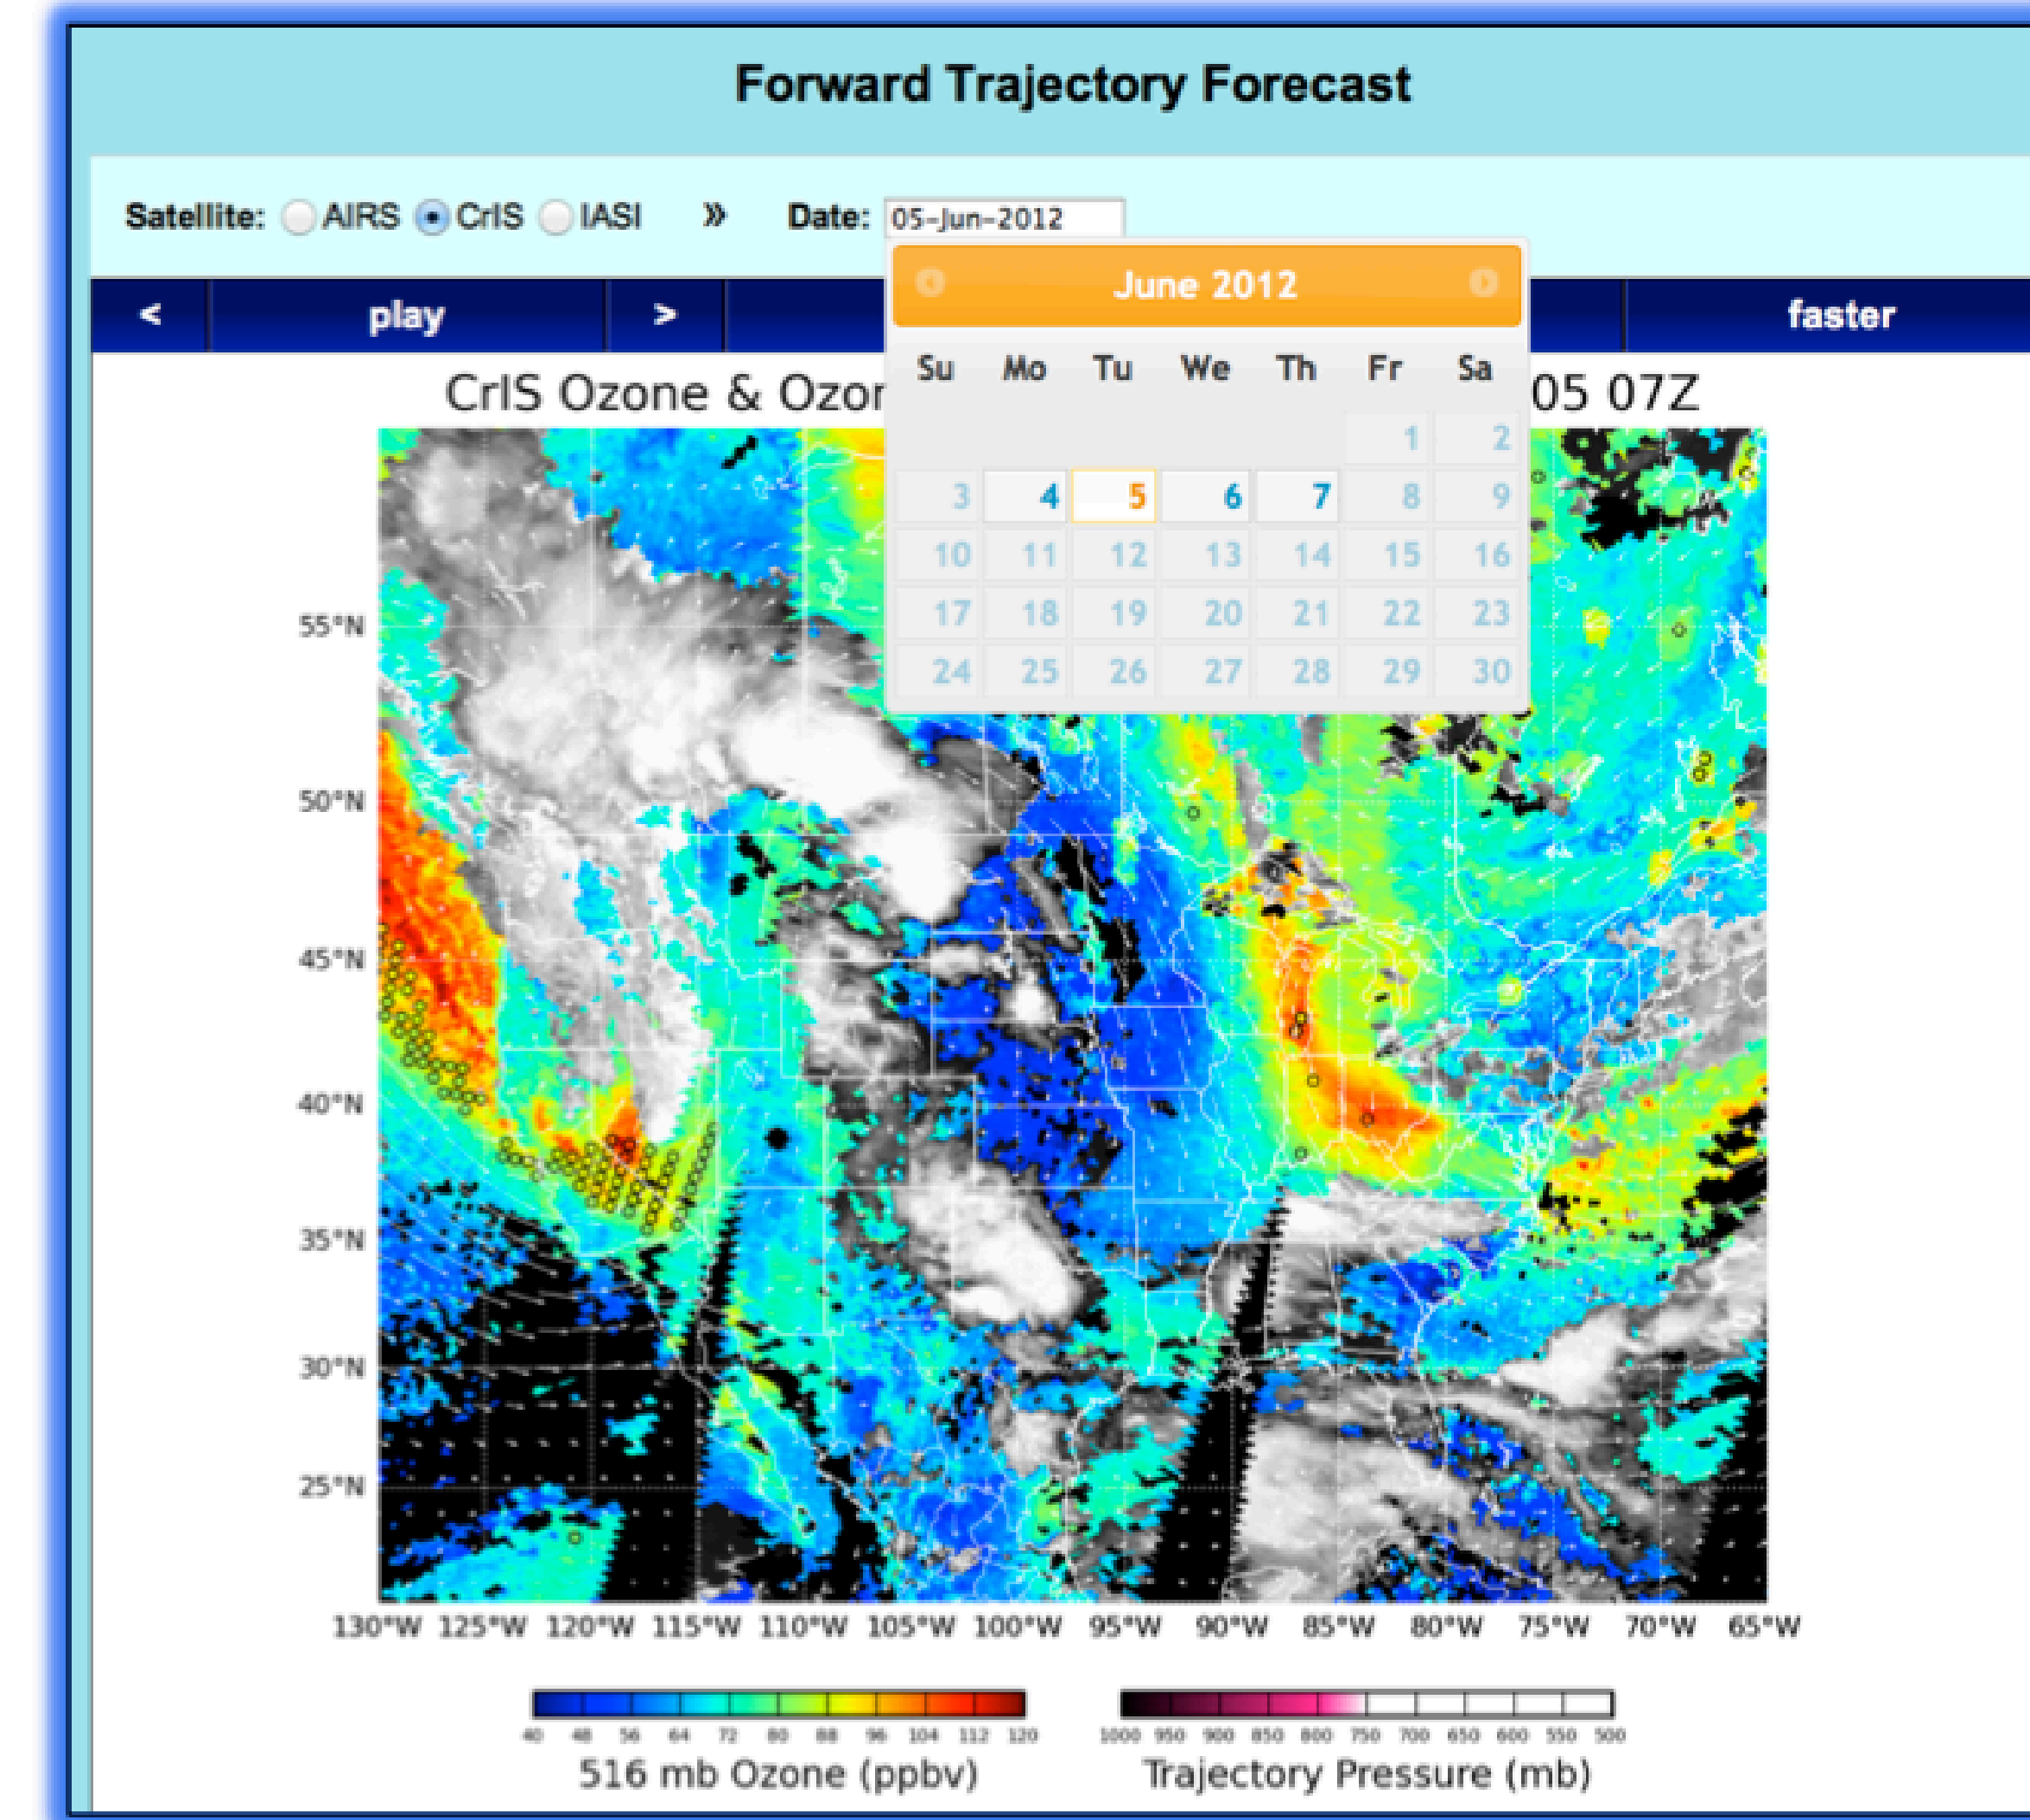 Forward Trajectory Forecast
Satellite: AIRS CrIS IASI » Date: 05-Jun-2012
< play > faster
June 2012
Su Mo Tu We Th Fr Sa
1 2
3 4 5 6 7 8 9
10 11 12 13 14 15 16
17 18 19 20 21 22 23
24 25 26 27 28 29 30
CrIS Ozone & Ozo 05 07Z
55°N
50°N
45°N
40°N
35°N
30°N
25°N
130°W 125°W 120°W 115°W 110°W 105°W 100°W 95°W 90°W 85°W 80°W 75°W 70°W 65°W
40 48 56 64 72 80 88 96 104 112 120
516 mb Ozone (ppbv)
1000 950 900 850 800 750 700 650 600 550 500
Trajectory Pressure (mb)